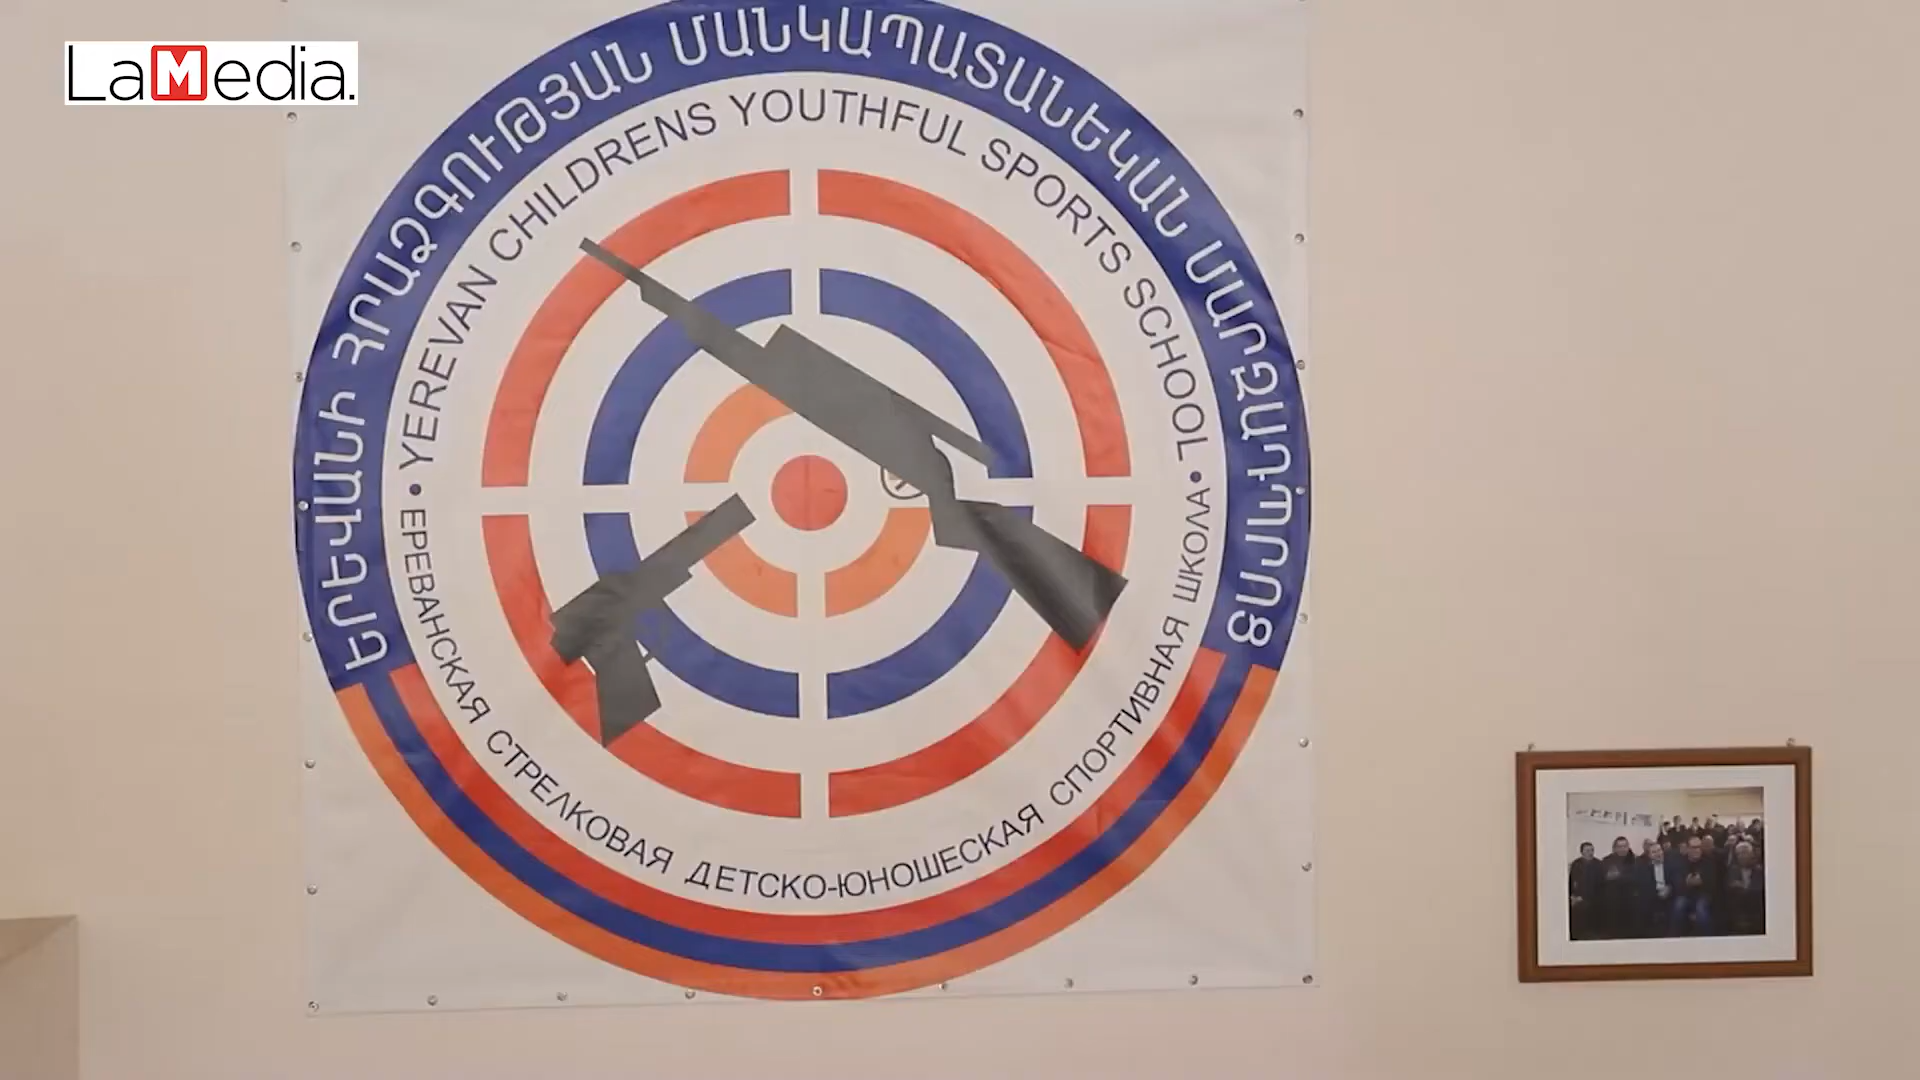 LaMedia.
ԵՐԵՎԱՆԻ ՀՐԱՁԳՈՒԹՅԱՆ ՄԱՆԿԱՊԱՏԱՆԵԿԱՆ ՄԱՐԶԱԴՊՐՈՑ
• YEREVAN CHILDRENS YOUTHFUL SPORTS SCHOOL •
ЕРЕВАНСКАЯ СТРЕЛКОВАЯ ДЕТСКО-ЮНОШЕСКАЯ СПОРТИВНАЯ ШКОЛА